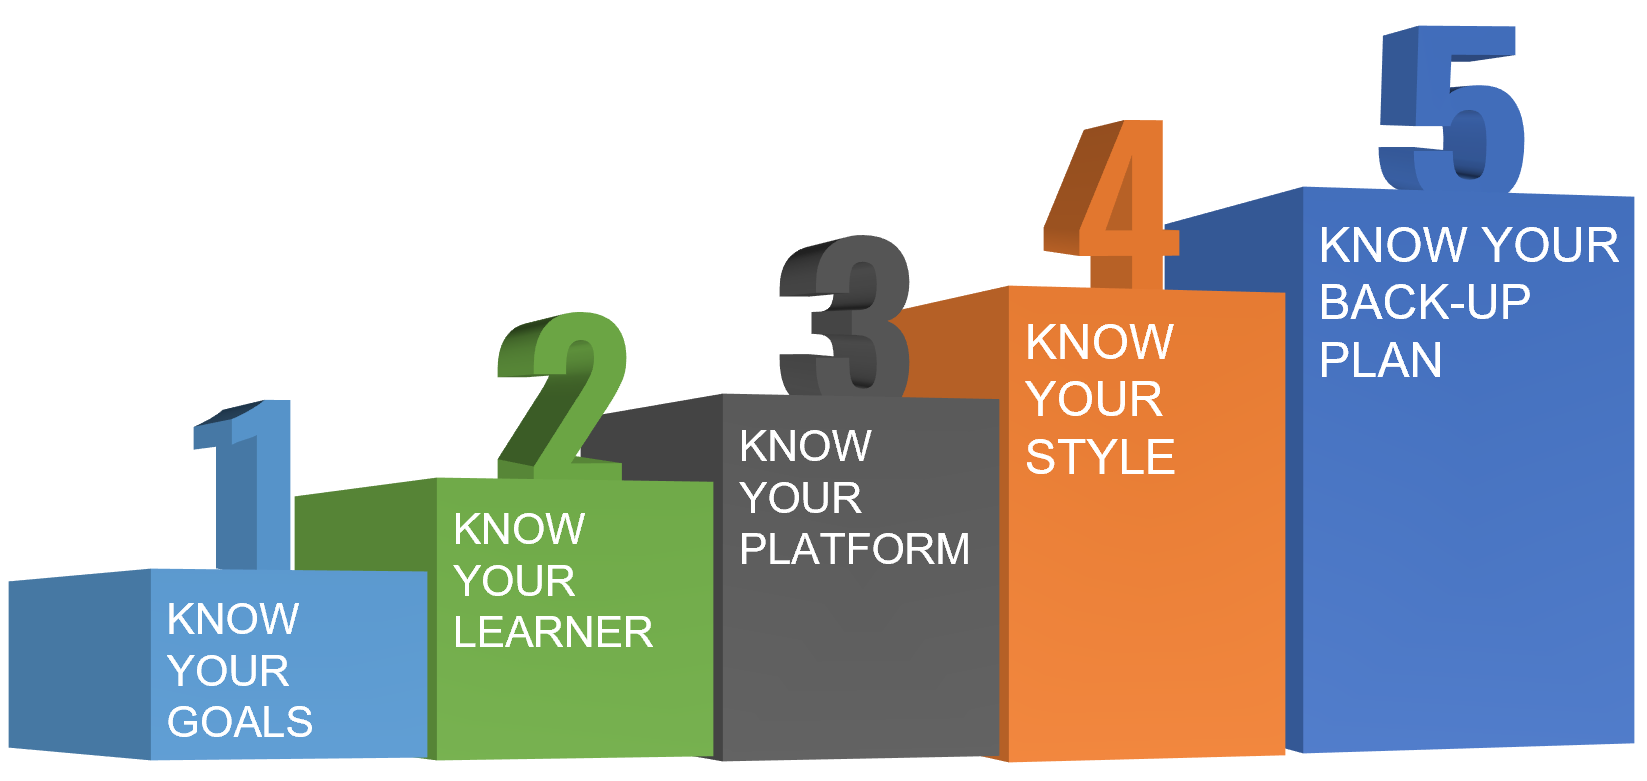 1
KNOW
YOUR
GOALS
2
KNOW
YOUR
LEARNER
3
KNOW
YOUR
PLATFORM
4
KNOW
YOUR
STYLE
5
KNOW YOUR
BACK-UP
PLAN